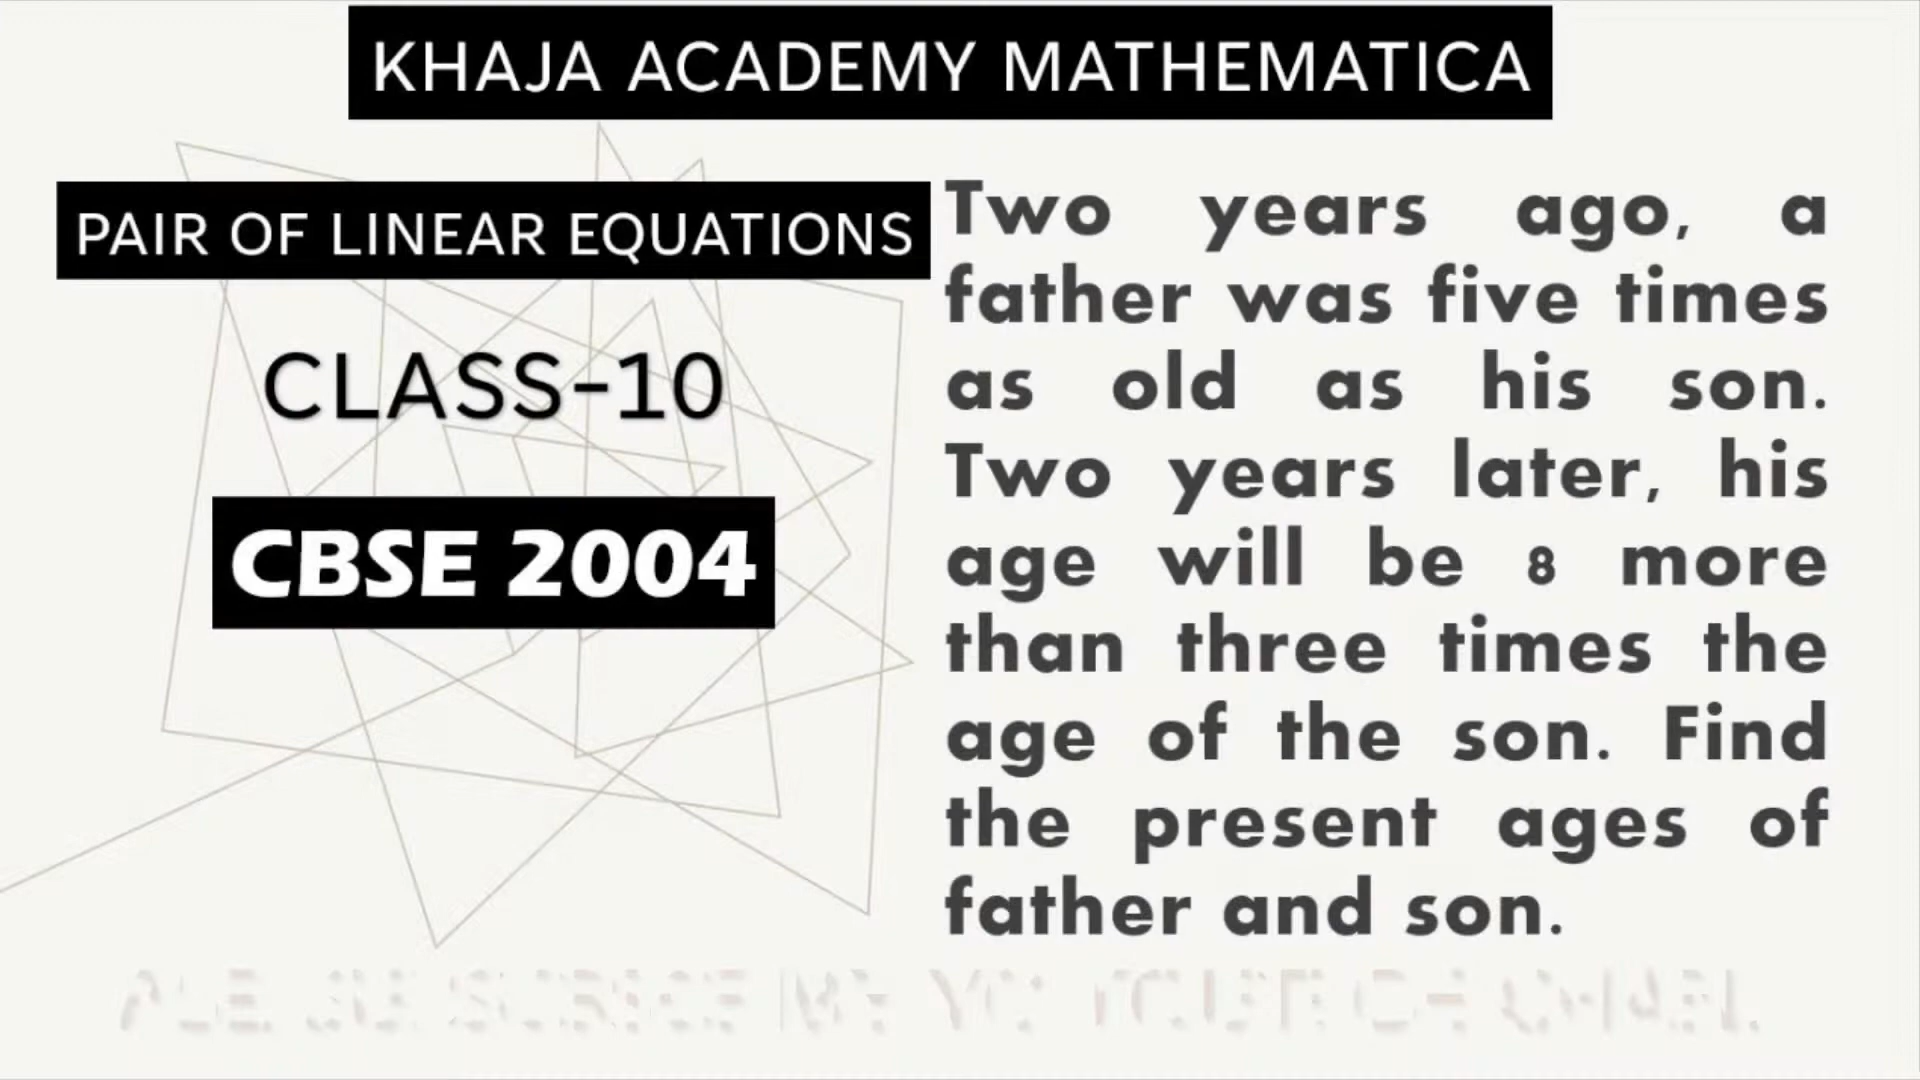 KHAJA ACADEMY MATHEMATICA
PAIR OF LINEAR EQUATIONS
CLASS-10
CBSE 2004
Two years ago, a
father was five times
as old as his son.
Two years later, his
age will be 8 more
than three times the
age of the son. Find
the present ages of
father and son.